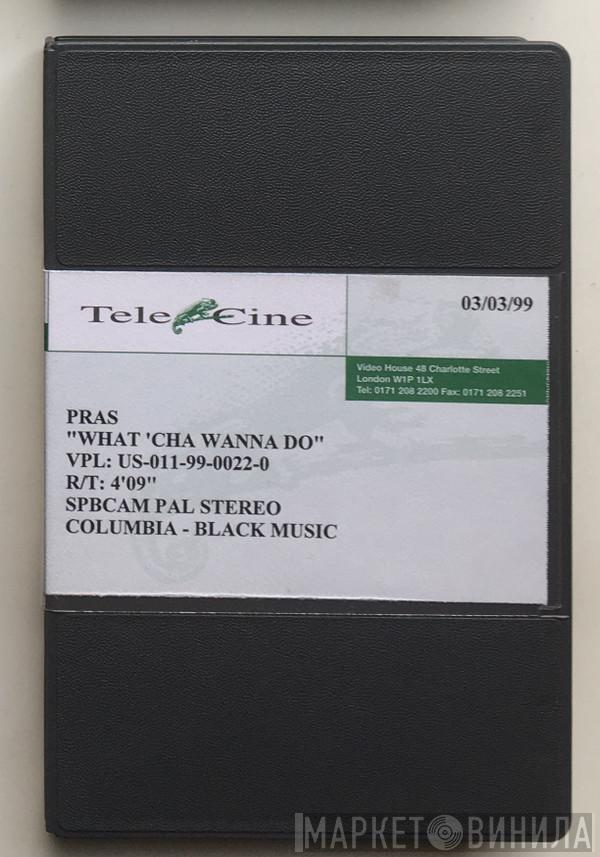 Tele Cine
03/03/99
Video House 48 Charlotte Street
London W1P 1LX
Tel: 0171 208 2200 Fax: 0171 208 2251
PRAS
"WHAT 'CHA WANNA DO"
VPL: US-011-99-0022-0
R/T: 4'09"
SPBCAM PAL STEREO
COLUMBIA - BLACK MUSIC
МАРКЕТ ВИНИЛА